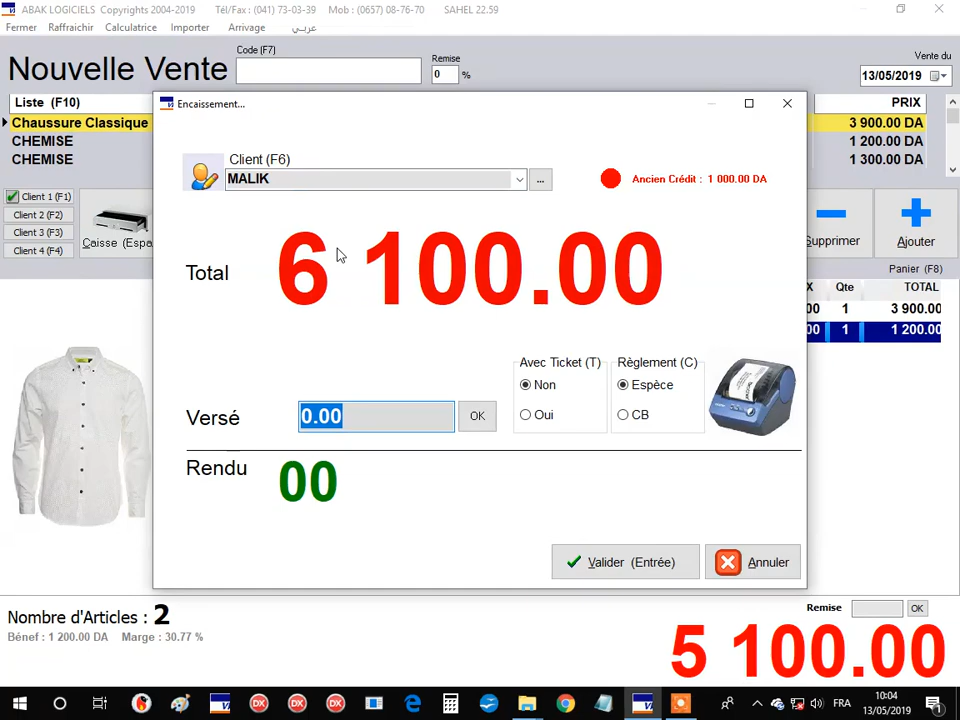 ABAK LOGICIELS Copyrights 2004-2019 Tél/Fax : (041) 73-03-39 Mob : (0657) 08-76-70 SAHEL 22.59
Fermer Raffraichir Calculatrice Importer Arrivage عربـي
Nouvelle Vente
Code (F7)
Remise
0 %
Vente du
13/05/2019
Liste (F10) PRIX
Chaussure Classique 3 900.00 DA
CHEMISE 1 200.00 DA
CHEMISE 1 300.00 DA
Client 1 (F1)
Client 2 (F2)
Client 3 (F3)
Client 4 (F4)
Caisse (Espa
Supprimer
Ajouter
Panier (F8)
X Qte TOTAL
00 1 3 900.00
00 1 1 200.00
Encaissement...
Client (F6)
MALIK
...
Ancien Crédit : 1 000.00 DA
Total 6 100.00
Avec Ticket (T)
Non
Oui
Règlement (C)
Espèce
CB
Versé 0.00 OK
Rendu 00
Valider (Entrée)
Annuler
Nombre d'Articles : 2
Bénef : 1 200.00 DA Marge : 30.77 %
Remise OK
5 100.00
FRA
10:04
13/05/2019